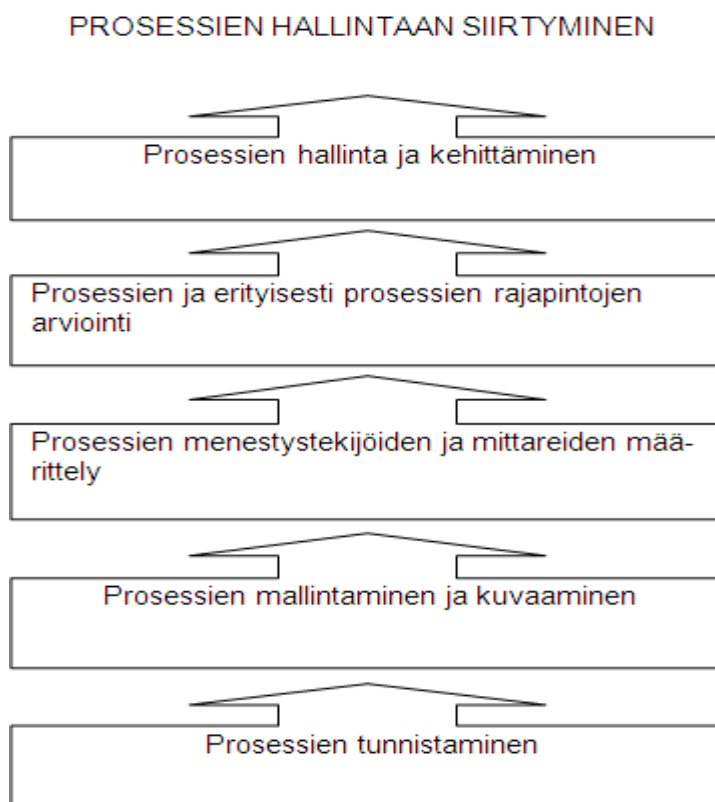 PROSESSIEN HALLINTAAN SIIRTYMINEN
Prosessien hallinta ja kehittäminen
Prosessien ja erityisesti prosessien rajapintojen
arviointi
Prosessien menestystekijöiden ja mittareiden mää-
rittely
Prosessien mallintaminen ja kuvaaminen
Prosessien tunnistaminen